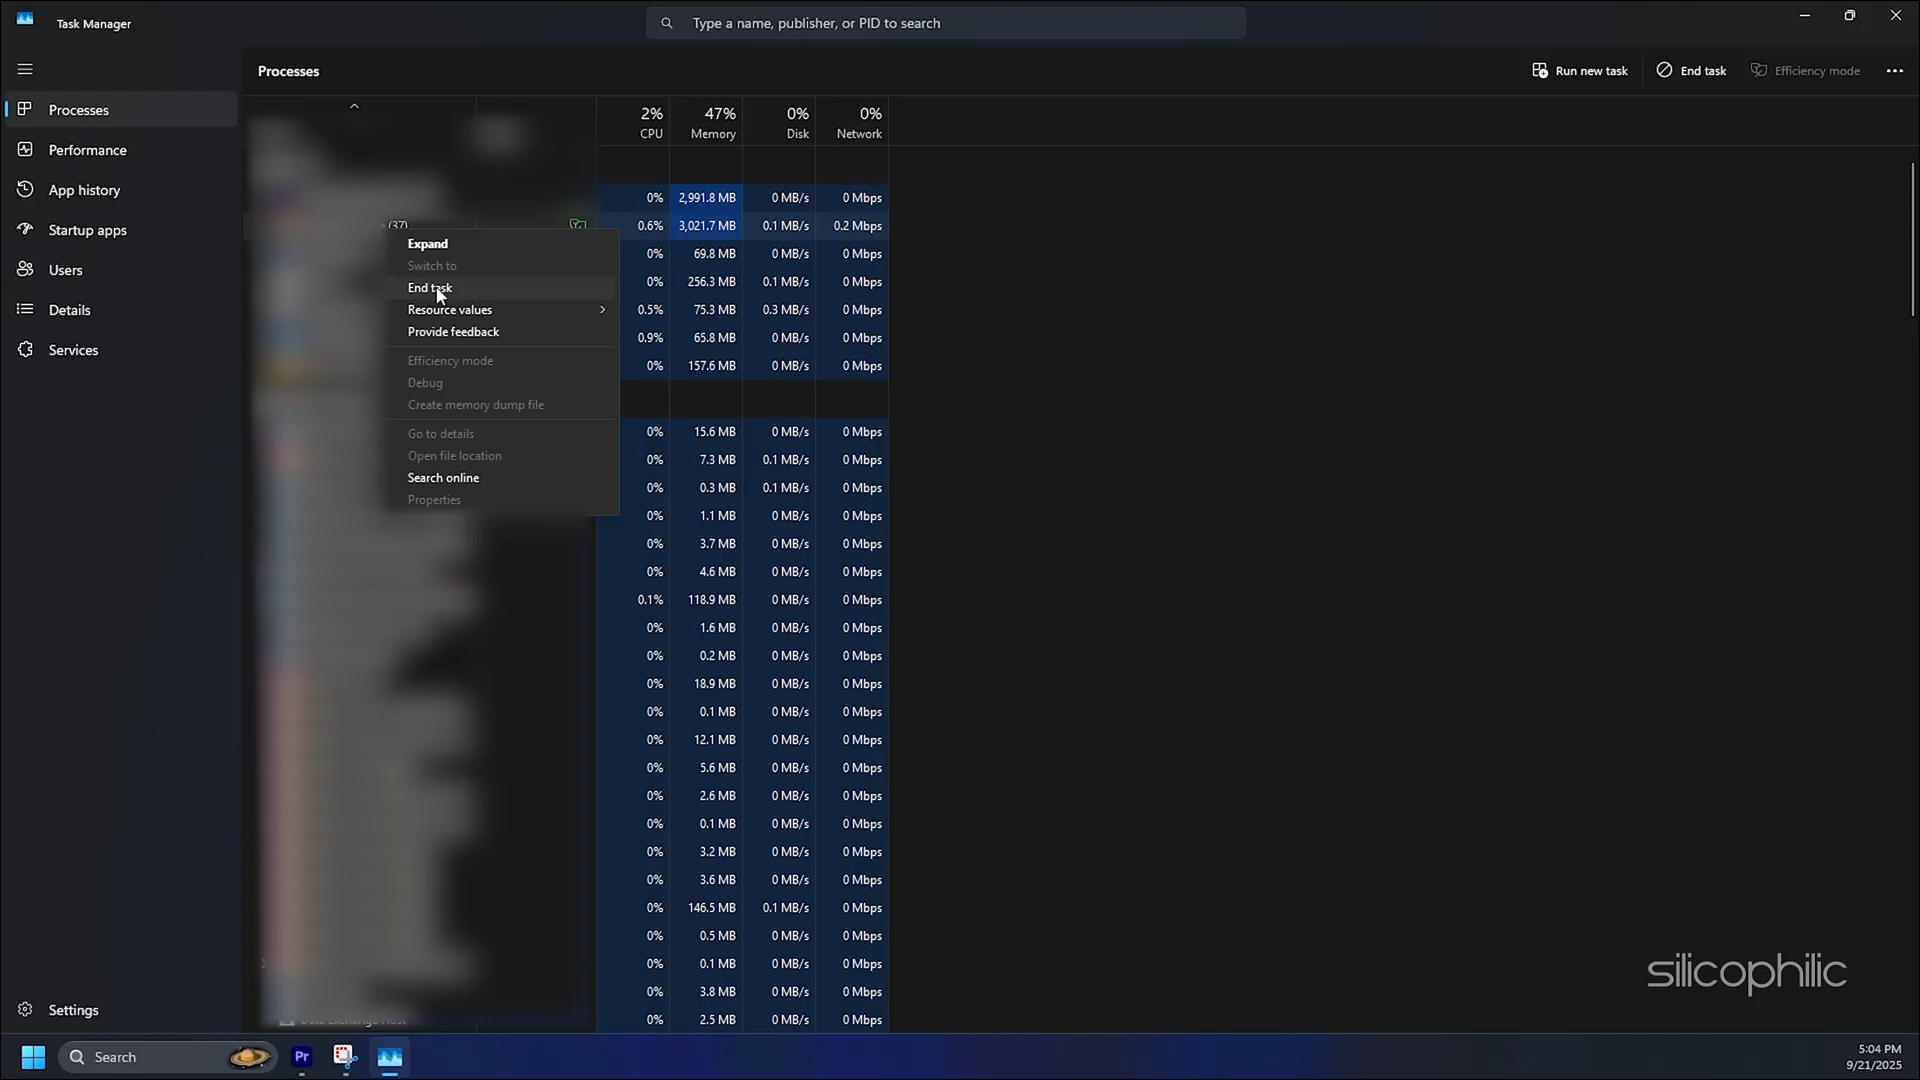 Task Manager
Type a name, publisher, or PID to search
Processes
Run new task
End task
Efficiency mode
Processes
Performance
App history
Startup apps
Users
Details
Services
Settings
2% 47% 0% 0%
CPU Memory Disk Network
0% 2,991.8 MB 0 MB/s 0 Mbps
(37) 0.6% 3,021.7 MB 0.1 MB/s 0.2 Mbps
0% 69.8 MB 0 MB/s 0 Mbps
0% 256.3 MB 0.1 MB/s 0 Mbps
0.5% 75.3 MB 0.3 MB/s 0 Mbps
0.9% 65.8 MB 0 MB/s 0 Mbps
0% 157.6 MB 0 MB/s 0 Mbps
0% 15.6 MB 0 MB/s 0 Mbps
0% 7.3 MB 0.1 MB/s 0 Mbps
0% 0.3 MB 0.1 MB/s 0 Mbps
0% 1.1 MB 0 MB/s 0 Mbps
0% 3.7 MB 0 MB/s 0 Mbps
0% 4.6 MB 0 MB/s 0 Mbps
0.1% 118.9 MB 0 MB/s 0 Mbps
0% 1.6 MB 0 MB/s 0 Mbps
0% 0.2 MB 0 MB/s 0 Mbps
0% 18.9 MB 0 MB/s 0 Mbps
0% 0.1 MB 0 MB/s 0 Mbps
0% 12.1 MB 0 MB/s 0 Mbps
0% 5.6 MB 0 MB/s 0 Mbps
0% 2.6 MB 0 MB/s 0 Mbps
0% 0.1 MB 0 MB/s 0 Mbps
0% 3.2 MB 0 MB/s 0 Mbps
0% 3.6 MB 0 MB/s 0 Mbps
0% 146.5 MB 0.1 MB/s 0 Mbps
0% 0.5 MB 0 MB/s 0 Mbps
0% 0.1 MB 0 MB/s 0 Mbps
0% 3.8 MB 0 MB/s 0 Mbps
Data Exchange Host 0% 2.5 MB 0 MB/s 0 Mbps
Expand
Switch to
End task
Resource values
Provide feedback
Efficiency mode
Debug
Create memory dump file
Go to details
Open file location
Search online
Properties
silicophilic
Search
Pr
5:04 PM
9/21/2025